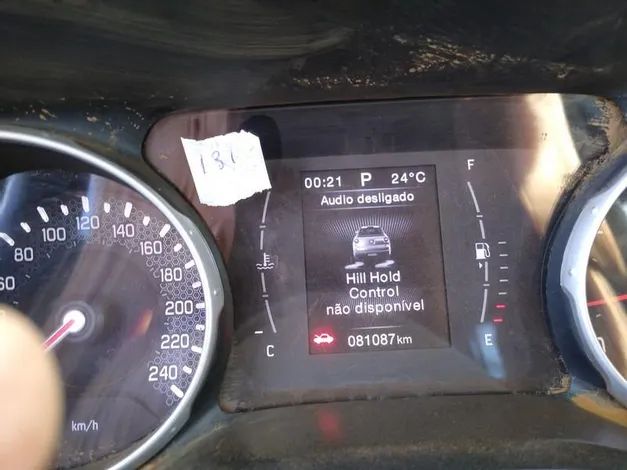 181
00:21 P 24°C
Audio desligado
Hill Hold
Control
não disponível
081087km
F
E
C
60
80
100
120
140
160
180
200
220
240
km/h